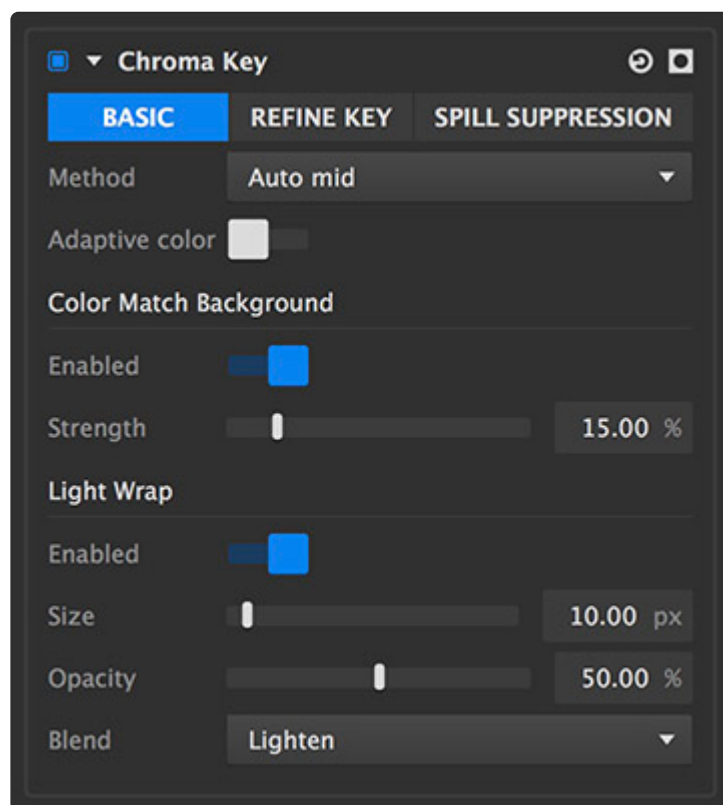 Chroma Key
BASIC REFINE KEY SPILL SUPPRESSION
Method Auto mid
Adaptive color
Color Match Background
Enabled
Strength 15.00 %
Light Wrap
Enabled
Size 10.00 px
Opacity 50.00 %
Blend Lighten